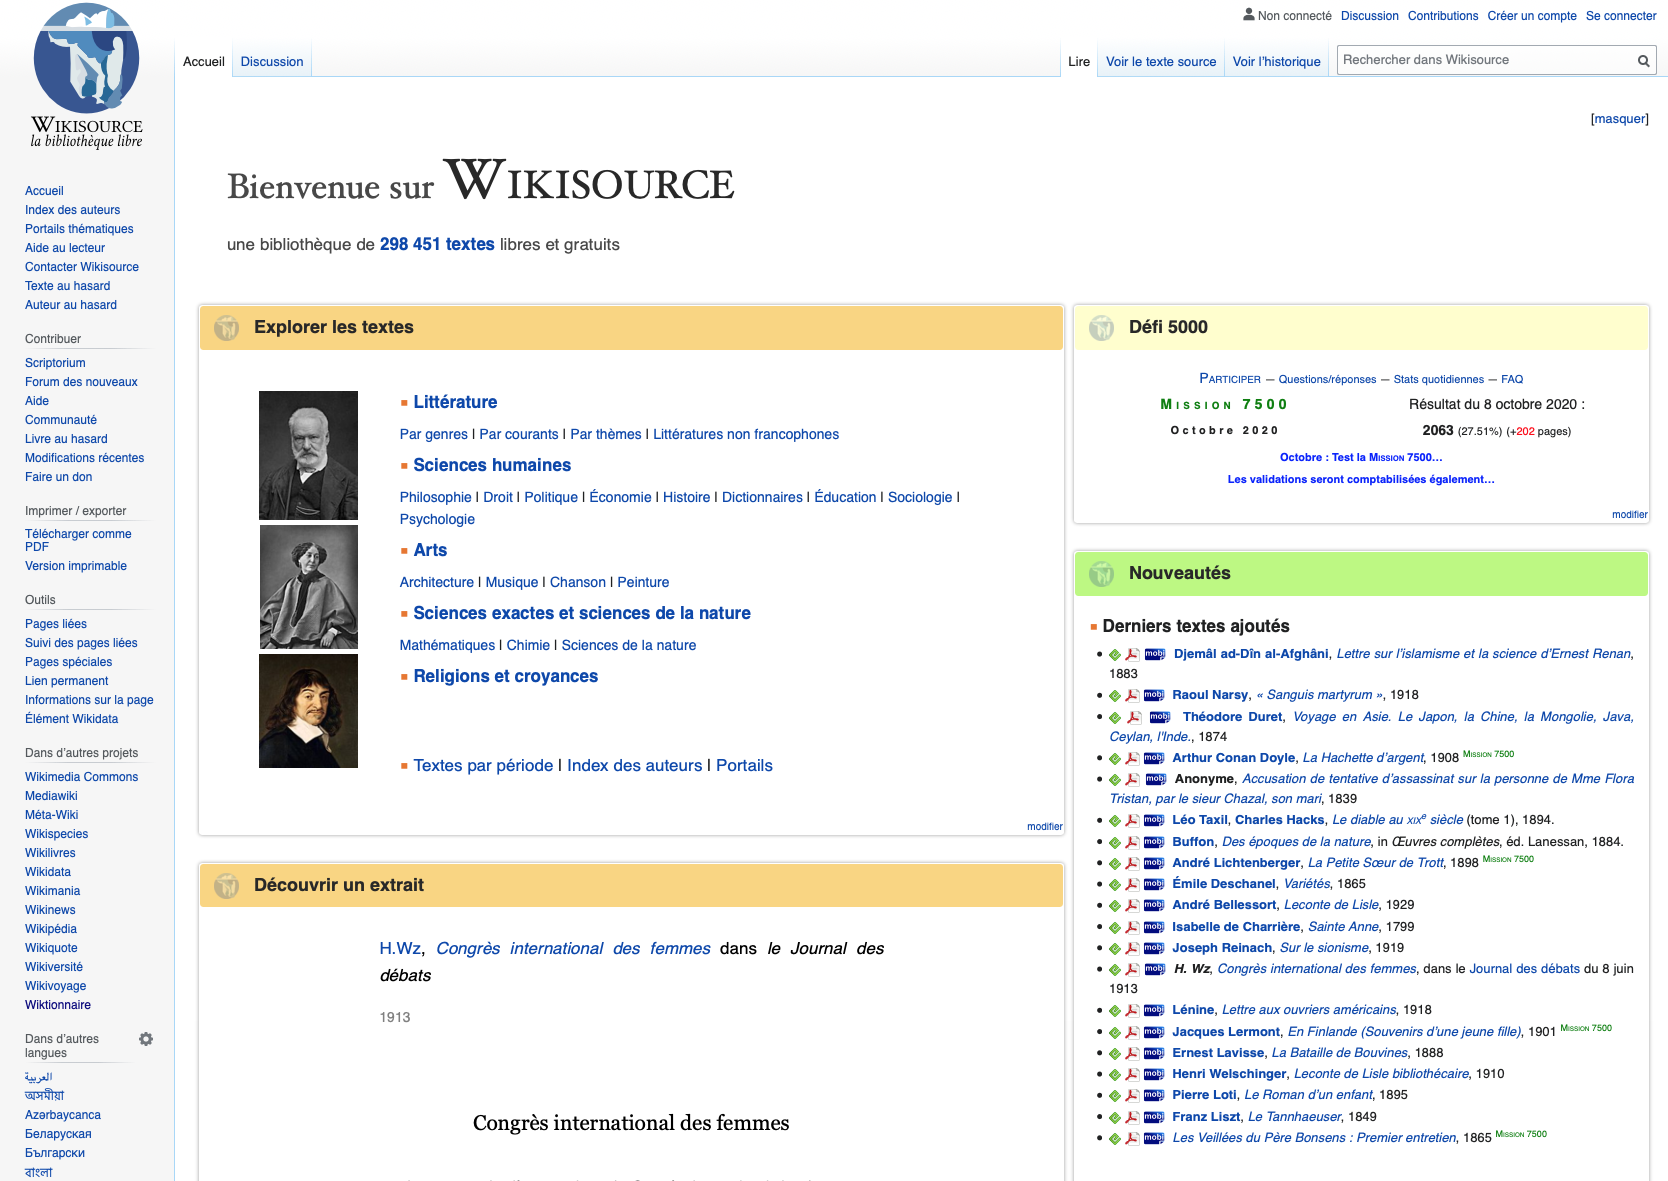 Non connecté Discussion Contributions Créer un compte Se connecter
Accueil Discussion Lire Voir le texte source Voir l'historique Rechercher dans Wikisource
WIKISOURCE
la bibliothèque libre
Accueil
Index des auteurs
Portails thématiques
Aide au lecteur
Contacter Wikisource
Texte au hasard
Auteur au hasard
Contribuer
Scriptorium
Forum des nouveaux
Aide
Communauté
Livre au hasard
Modifications récentes
Faire un don
Imprimer / exporter
Télécharger comme
PDF
Version imprimable
Outils
Pages liées
Suivi des pages liées
Pages spéciales
Lien permanent
Informations sur la page
Élément Wikidata
Dans d'autres projets
Wikimedia Commons
Mediawiki
Méta-Wiki
Wikispecies
Wikilivres
Wikidata
Wikimania
Wikinews
Wikipédia
Wikiquote
Wikiversité
Wikivoyage
Wiktionnaire
Dans d'autres
langues
العربية
অসমীয়া
Azərbaycanca
Беларуская
Български
বাংলা
[masquer]
Bienvenue sur WIKISOURCE
une bibliothèque de 298 451 textes libres et gratuits
Explorer les textes
Littérature
Par genres | Par courants | Par thèmes | Littératures non francophones
Sciences humaines
Philosophie | Droit | Politique | Économie | Histoire | Dictionnaires | Éducation | Sociologie |
Psychologie
Arts
Architecture | Musique | Chanson | Peinture
Sciences exactes et sciences de la nature
Mathématiques | Chimie | Sciences de la nature
Religions et croyances
Textes par période | Index des auteurs | Portails
modifier
Découvrir un extrait
H.Wz, Congrès international des femmes dans le Journal des
débats
1913
Congrès international des femmes
Défi 5000
PARTICIPER — Questions/réponses — Stats quotidiennes — FAQ
MISSION 7500 Résultat du 8 octobre 2020 :
Octobre 2020 2063 (27.51%) (+202 pages)
Octobre : Test la MISSION 7500...
Les validations seront comptabilisées également...
modifier
Nouveautés
Derniers textes ajoutés
mobi Djemâl ad-Dîn al-Afghâni, Lettre sur l'islamisme et la science d'Ernest Renan,
1883
mobi Raoul Narsy, « Sanguis martyrum », 1918
mobi Théodore Duret, Voyage en Asie. Le Japon, la Chine, la Mongolie, Java,
Ceylan, l'Inde., 1874
mobi Arthur Conan Doyle, La Hachette d'argent, 1908 MISSION 7500
mobi Anonyme, Accusation de tentative d'assassinat sur la personne de Mme Flora
Tristan, par le sieur Chazal, son mari, 1839
mobi Léo Taxil, Charles Hacks, Le diable au XIXe siècle (tome 1), 1894.
mobi Buffon, Des époques de la nature, in Œuvres complètes, éd. Lanessan, 1884.
mobi André Lichtenberger, La Petite Sœur de Trott, 1898 MISSION 7500
mobi Émile Deschanel, Variétés, 1865
mobi André Bellessort, Leconte de Lisle, 1929
mobi Isabelle de Charrière, Sainte Anne, 1799
mobi Joseph Reinach, Sur le sionisme, 1919
mobi H. Wz, Congrès international des femmes, dans le Journal des débats du 8 juin
1913
mobi Lénine, Lettre aux ouvriers américains, 1918
mobi Jacques Lermont, En Finlande (Souvenirs d'une jeune fille), 1901 MISSION 7500
mobi Ernest Lavisse, La Bataille de Bouvines, 1888
mobi Henri Welschinger, Leconte de Lisle bibliothécaire, 1910
mobi Pierre Loti, Le Roman d'un enfant, 1895
mobi Franz Liszt, Le Tannhaeuser, 1849
mobi Les Veillées du Père Bonsens : Premier entretien, 1865 MISSION 7500